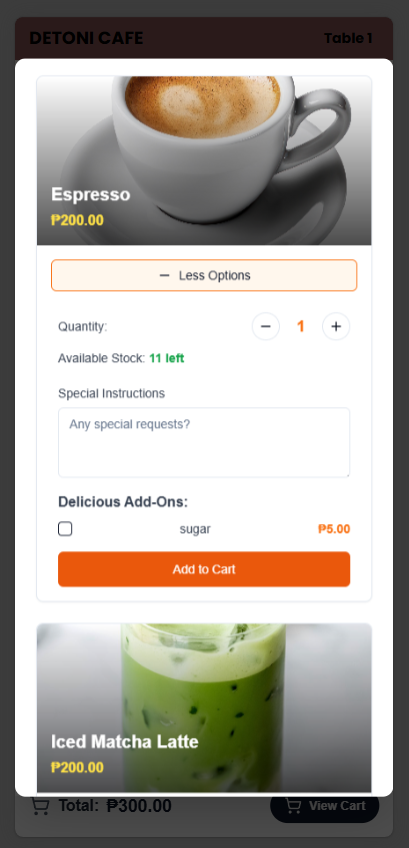 DETONI CAFE
Table 1
Espresso
₱200.00
— Less Options
Quantity:
− 1 +
Available Stock: 11 left
Special Instructions
Any special requests?
Delicious Add-Ons:
sugar ₱5.00
Add to Cart
Iced Matcha Latte
₱200.00
Total: ₱300.00
View Cart